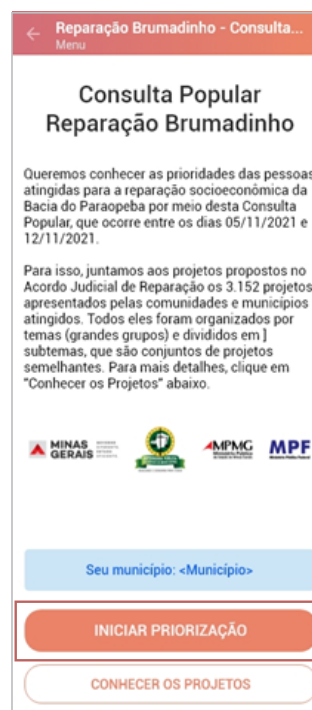 ← Reparação Brumadinho - Consulta...
Menu
Consulta Popular
Reparação Brumadinho
Queremos conhecer as prioridades das pessoas
atingidas para a reparação socioeconômica da
Bacia do Paraopeba por meio desta Consulta
Popular, que ocorre entre os dias 05/11/2021 e
12/11/2021.
Para isso, juntamos aos projetos propostos no
Acordo Judicial de Reparação os 3.152 projetos
apresentados pelas comunidades e municípios
atingidos. Todos eles foram organizados por
temas (grandes grupos) e divididos em ]
subtemas, que são conjuntos de projetos
semelhantes. Para mais detalhes, clique em
"Conhecer os Projetos" abaixo.
MINAS
GERAIS
MPMG
Ministério Público
MPF
Ministério Público Federal
Seu município: <Município>
INICIAR PRIORIZAÇÃO
CONHECER OS PROJETOS